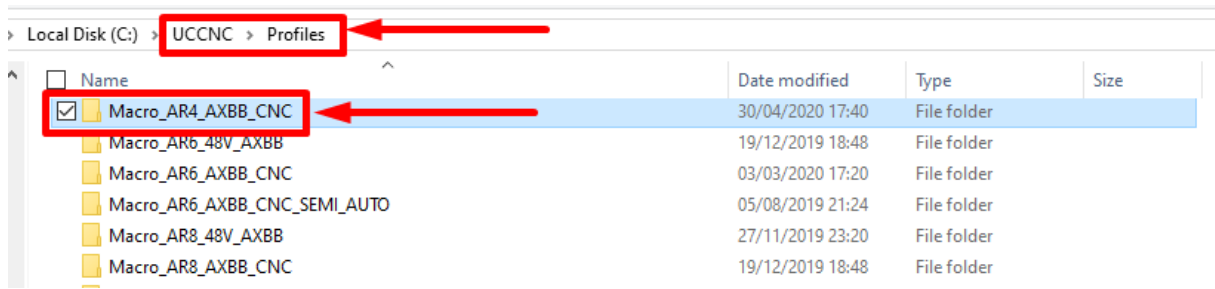 Local Disk (C:) > UCCNC > Profiles
Name Date modified Type Size
Macro_AR4_AXBB_CNC 30/04/2020 17:40 File folder
Macro_AR6_48V_AXBB 19/12/2019 18:48 File folder
Macro_AR6_AXBB_CNC 03/03/2020 17:20 File folder
Macro_AR6_AXBB_CNC_SEMI_AUTO 05/08/2019 21:24 File folder
Macro_AR8_48V_AXBB 27/11/2019 23:20 File folder
Macro_AR8_AXBB_CNC 19/12/2019 18:48 File folder